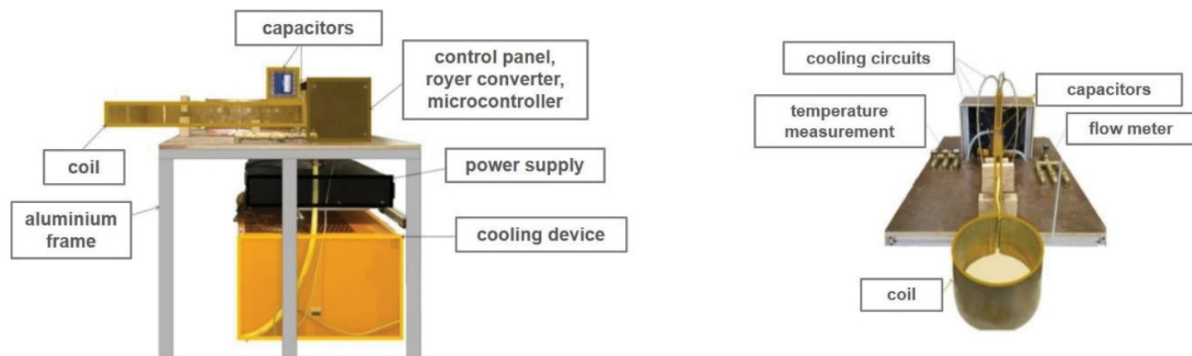 capacitors
control panel,
royer converter,
microcontroller
coil
power supply
aluminium
frame
cooling device
cooling circuits
capacitors
temperature
measurement
flow meter
coil